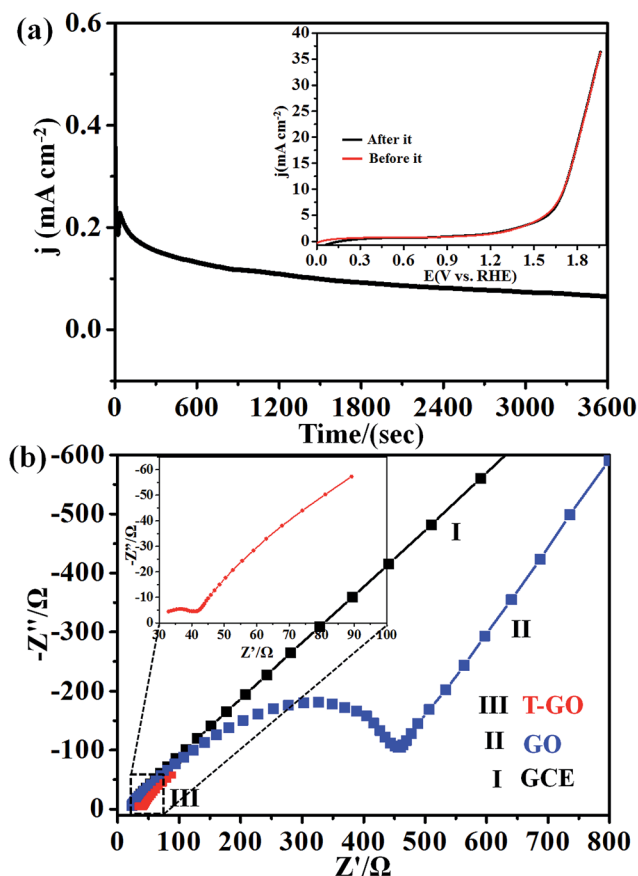 (a)
j (mA cm-2)
0.6
0.4
0.2
0.0
0 600 1200 1800 2400 3000 3600
Time/(sec)
j(mA cm-2)
40
35
30
25
20
15
10
5
0
0.0 0.3 0.6 0.9 1.2 1.5 1.8
E(V vs. RHE)
After it
Before it
(b)
-Z''/Ω
-600
-500
-400
-300
-200
-100
0
0 100 200 300 400 500 600 700 800
Z'/Ω
-Z''/Ω
-60
-50
-40
-30
-20
-10
0
30 40 50 60 70 80 90 100
Z'/Ω
I
II
III
III T-GO
II GO
I GCE